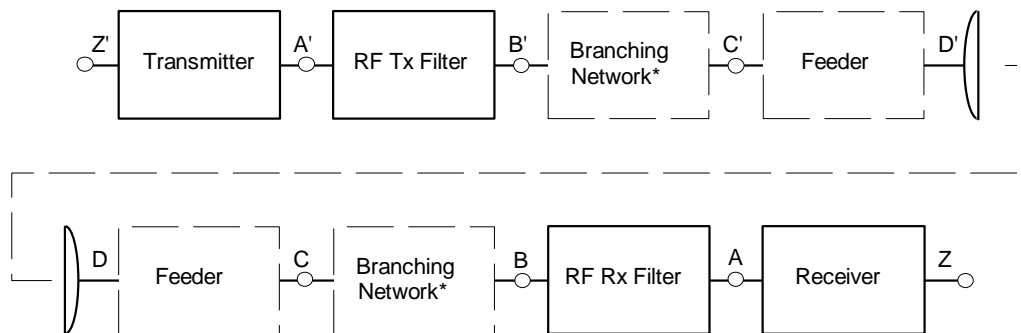 Z'
Transmitter
A'
RF Tx Filter
B'
Branching
Network*
C'
Feeder
D'
D
Feeder
C
Branching
Network*
B
RF Rx Filter
A
Receiver
Z